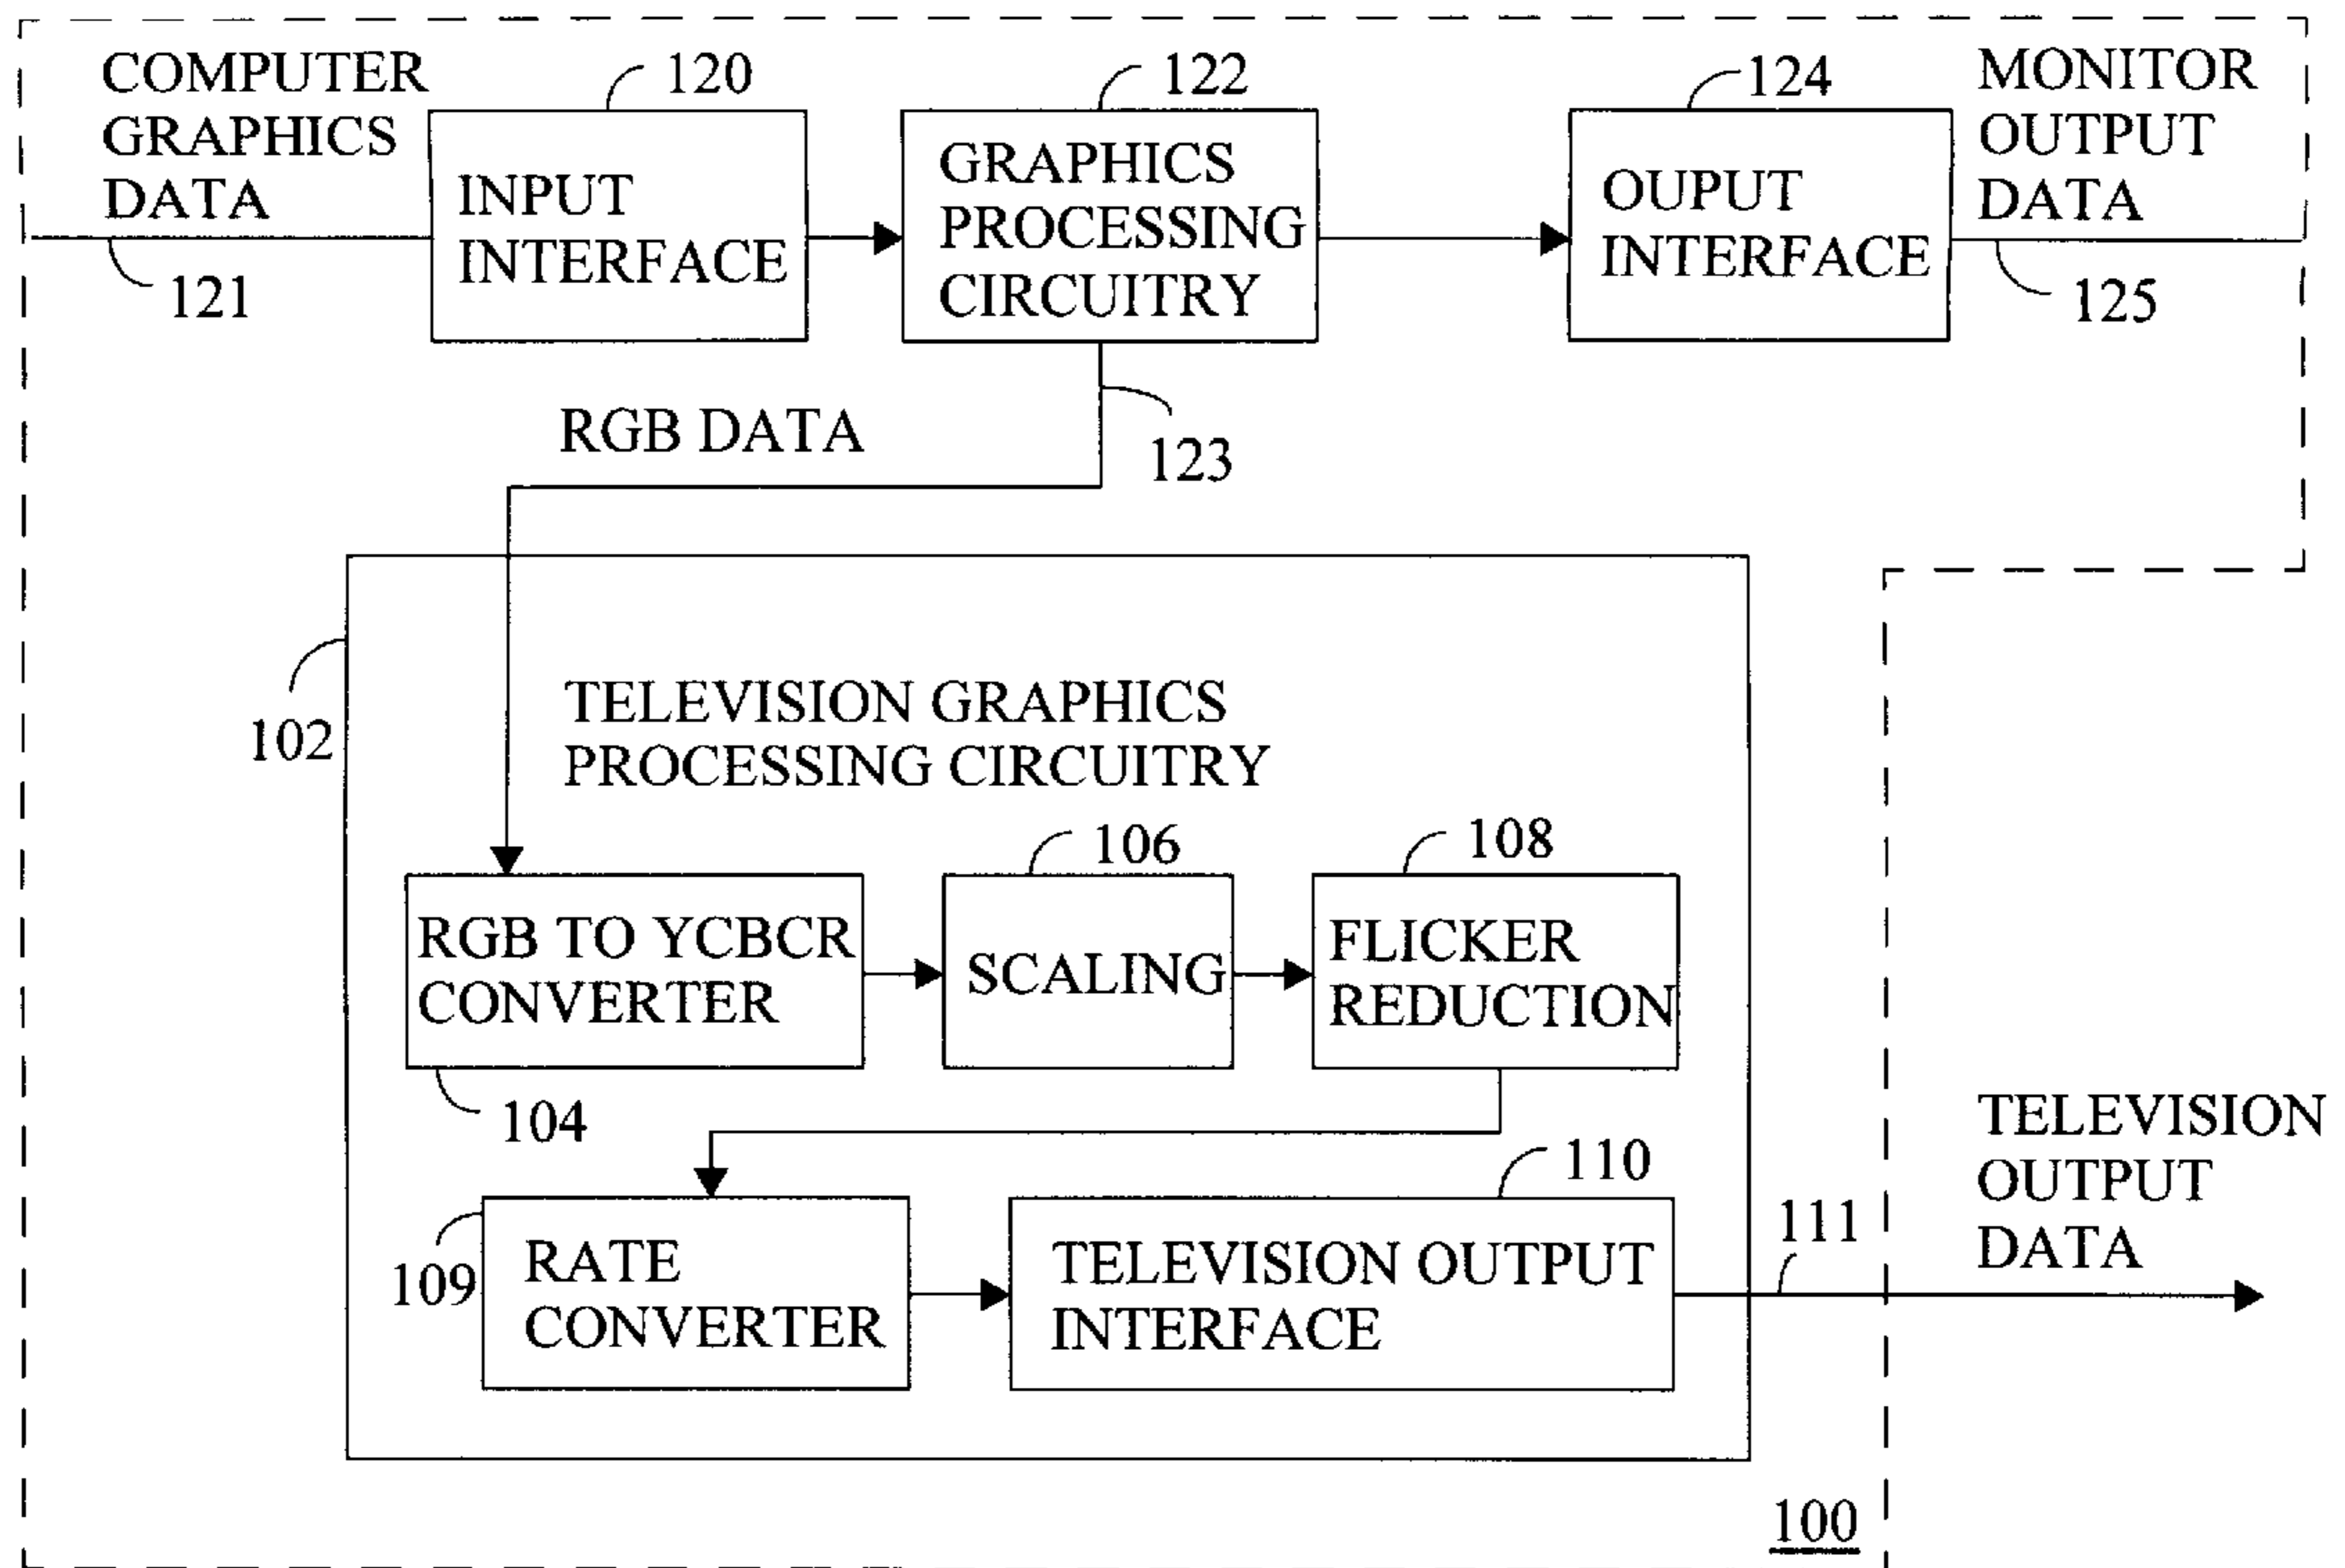 COMPUTER
GRAPHICS
DATA
121
120
INPUT
INTERFACE
122
GRAPHICS
PROCESSING
CIRCUITRY
124
OUPUT
INTERFACE
MONITOR
OUTPUT
DATA
125
RGB DATA
123
102
TELEVISION GRAPHICS
PROCESSING CIRCUITRY
106
108
RGB TO YCBCR
CONVERTER
SCALING
FLICKER
REDUCTION
104
110
109
RATE
CONVERTER
TELEVISION OUTPUT
INTERFACE
111
TELEVISION
OUTPUT
DATA
100